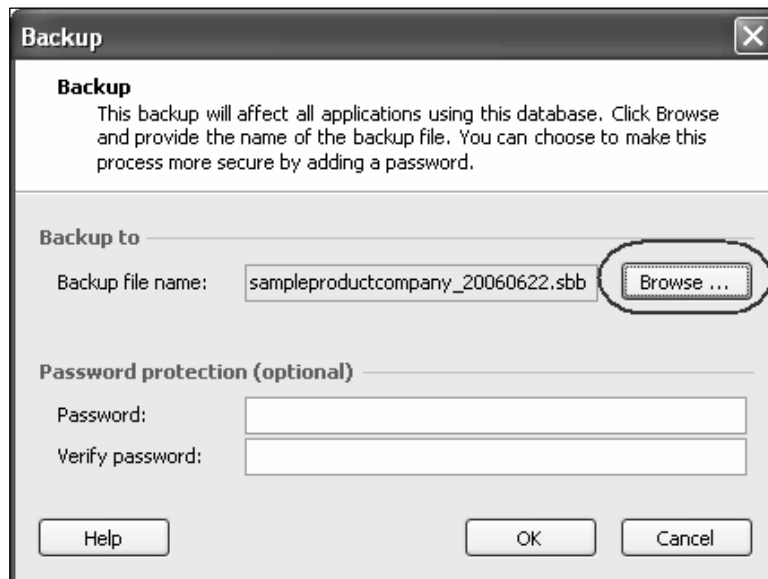 Backup
Backup
This backup will affect all applications using this database. Click Browse
and provide the name of the backup file. You can choose to make this
process more secure by adding a password.
Backup to
Backup file name: sampleproductcompany_20060622.sbb Browse ...
Password protection (optional)
Password:
Verify password:
Help OK Cancel